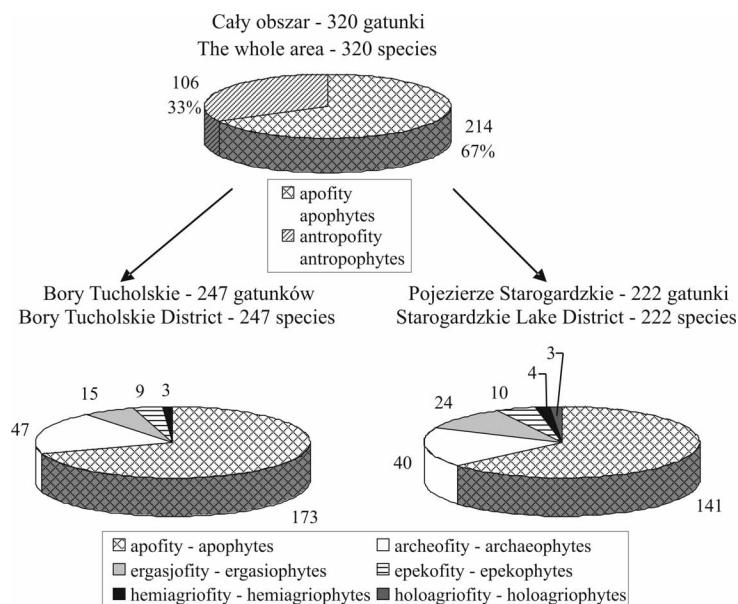 Cały obszar - 320 gatunki
The whole area - 320 species
106
33%
214
67%
apofity
apophytes
antropofity
antropophytes
Bory Tucholskie - 247 gatunków
Bory Tucholskie District - 247 species
15
9
3
47
173
Pojezierze Starogardzkie - 222 gatunki
Starogardzkie Lake District - 222 species
3
4
10
24
40
141
apofity - apophytes
archeofity - archaeophytes
ergasjofity - ergasiophytes
epekofity - epekophytes
hemiagriofity - hemiagriophytes
holoagriofity - holoagriophytes